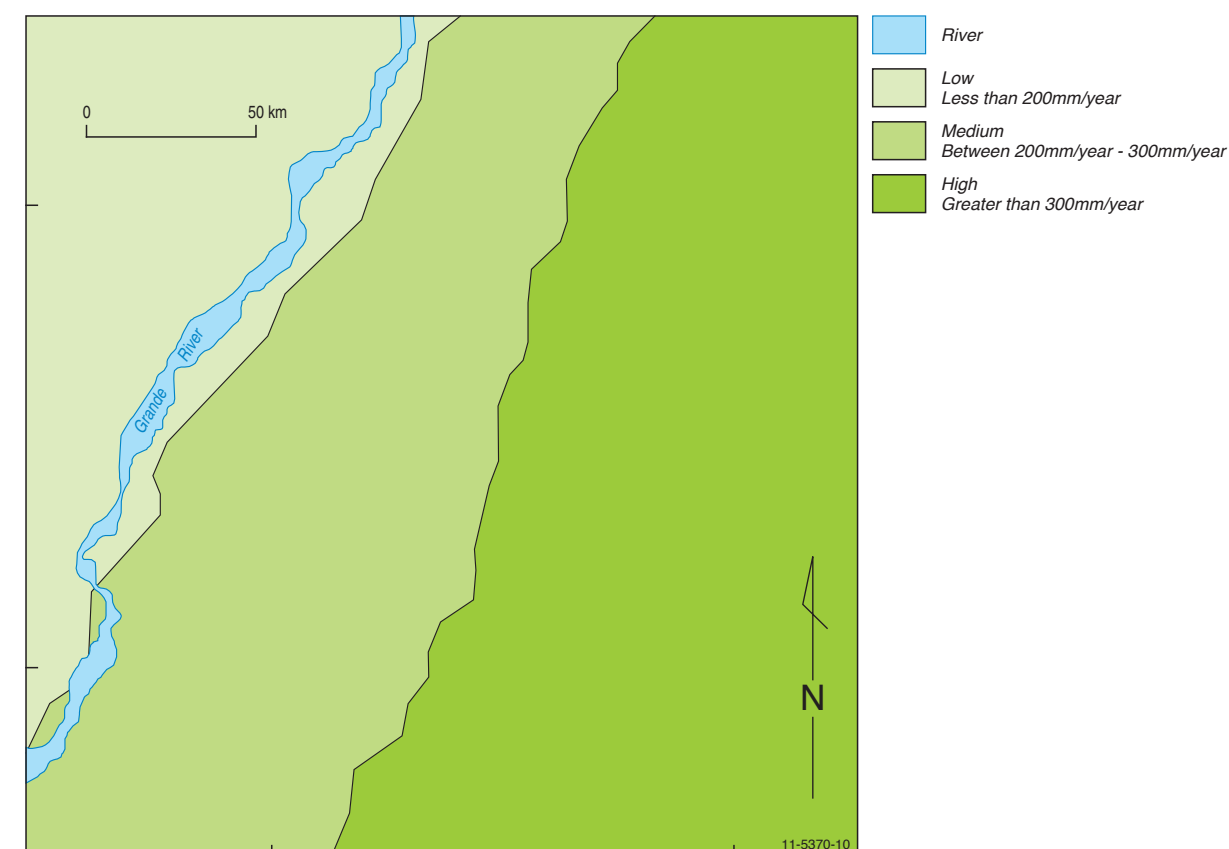 0 50 km
River
Grande
N
11-5370-10
River
Low
Less than 200mm/year
Medium
Between 200mm/year - 300mm/year
High
Greater than 300mm/year